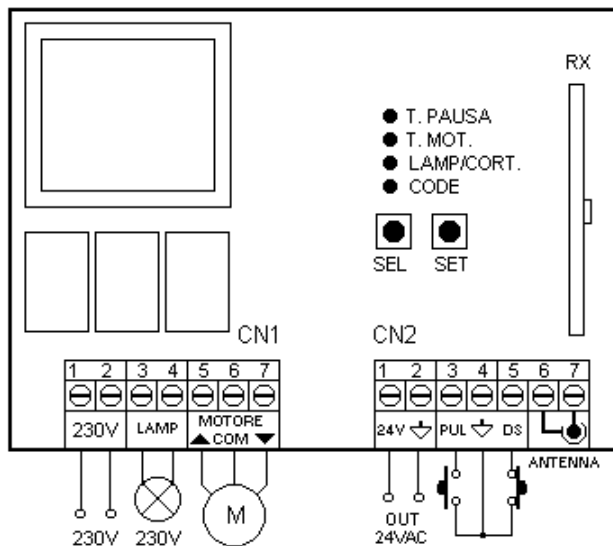 RX
T. PAUSA
T. MOT.
LAMP/CORT.
CODE
SEL SET
CN1 CN2
1 2 3 4 5 6 7 1 2 3 4 5 6 7
230V LAMP MOTORE COM 24V PUL DS
ANTENNA
230V 230V M OUT 24VAC